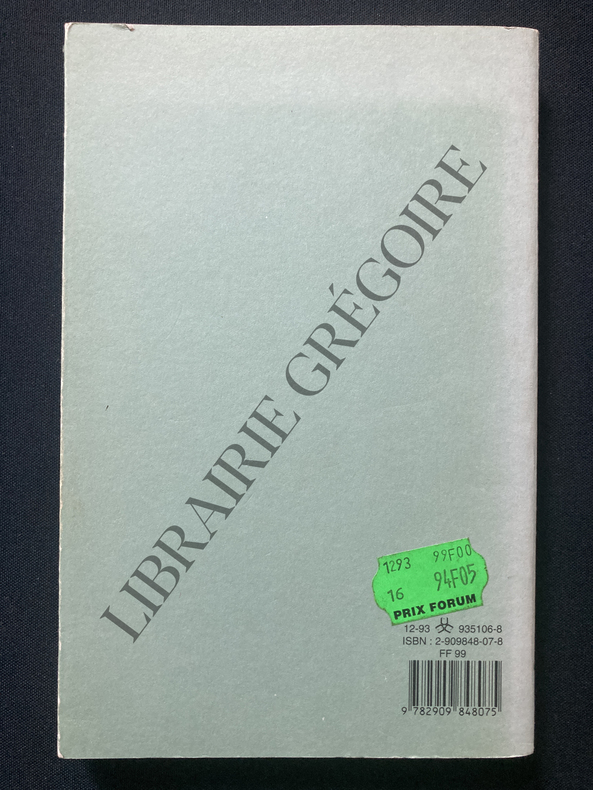 LIBRAIRIE GRÉGOIRE
1293 99F00
16 94F05
PRIX FORUM
12-93 935106-8
ISBN : 2-909848-07-8
FF 99
9 782909 848075